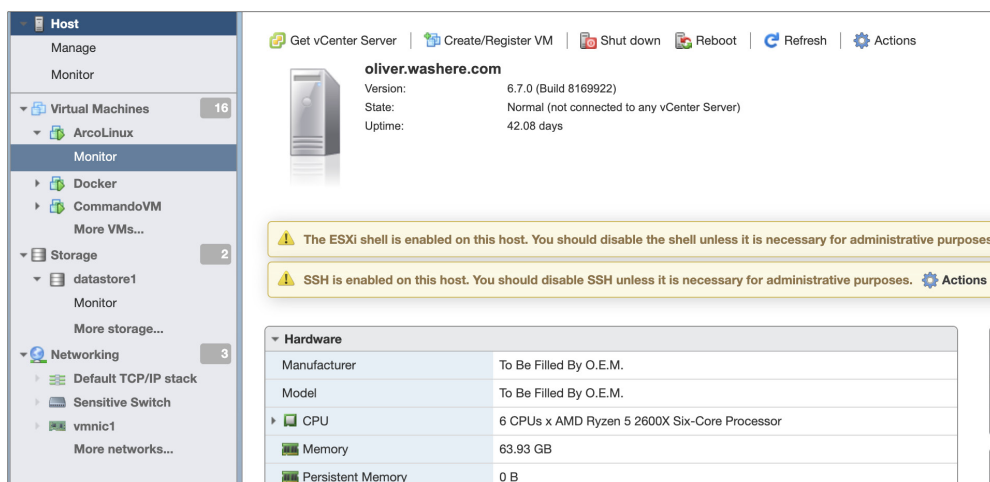 Host
Manage
Monitor
Virtual Machines 16
ArcoLinux
Monitor
Docker
CommandoVM
More VMs...
Storage 2
datastore1
Monitor
More storage...
Networking 3
Default TCP/IP stack
Sensitive Switch
vmnic1
More networks...
Get vCenter Server Create/Register VM Shut down Reboot Refresh Actions
oliver.washere.com
Version: 6.7.0 (Build 8169922)
State: Normal (not connected to any vCenter Server)
Uptime: 42.08 days
The ESXi shell is enabled on this host. You should disable the shell unless it is necessary for administrative purposes
SSH is enabled on this host. You should disable SSH unless it is necessary for administrative purposes. Actions
Hardware
Manufacturer To Be Filled By O.E.M.
Model To Be Filled By O.E.M.
CPU 6 CPUs x AMD Ryzen 5 2600X Six-Core Processor
Memory 63.93 GB
Persistent Memory 0 B